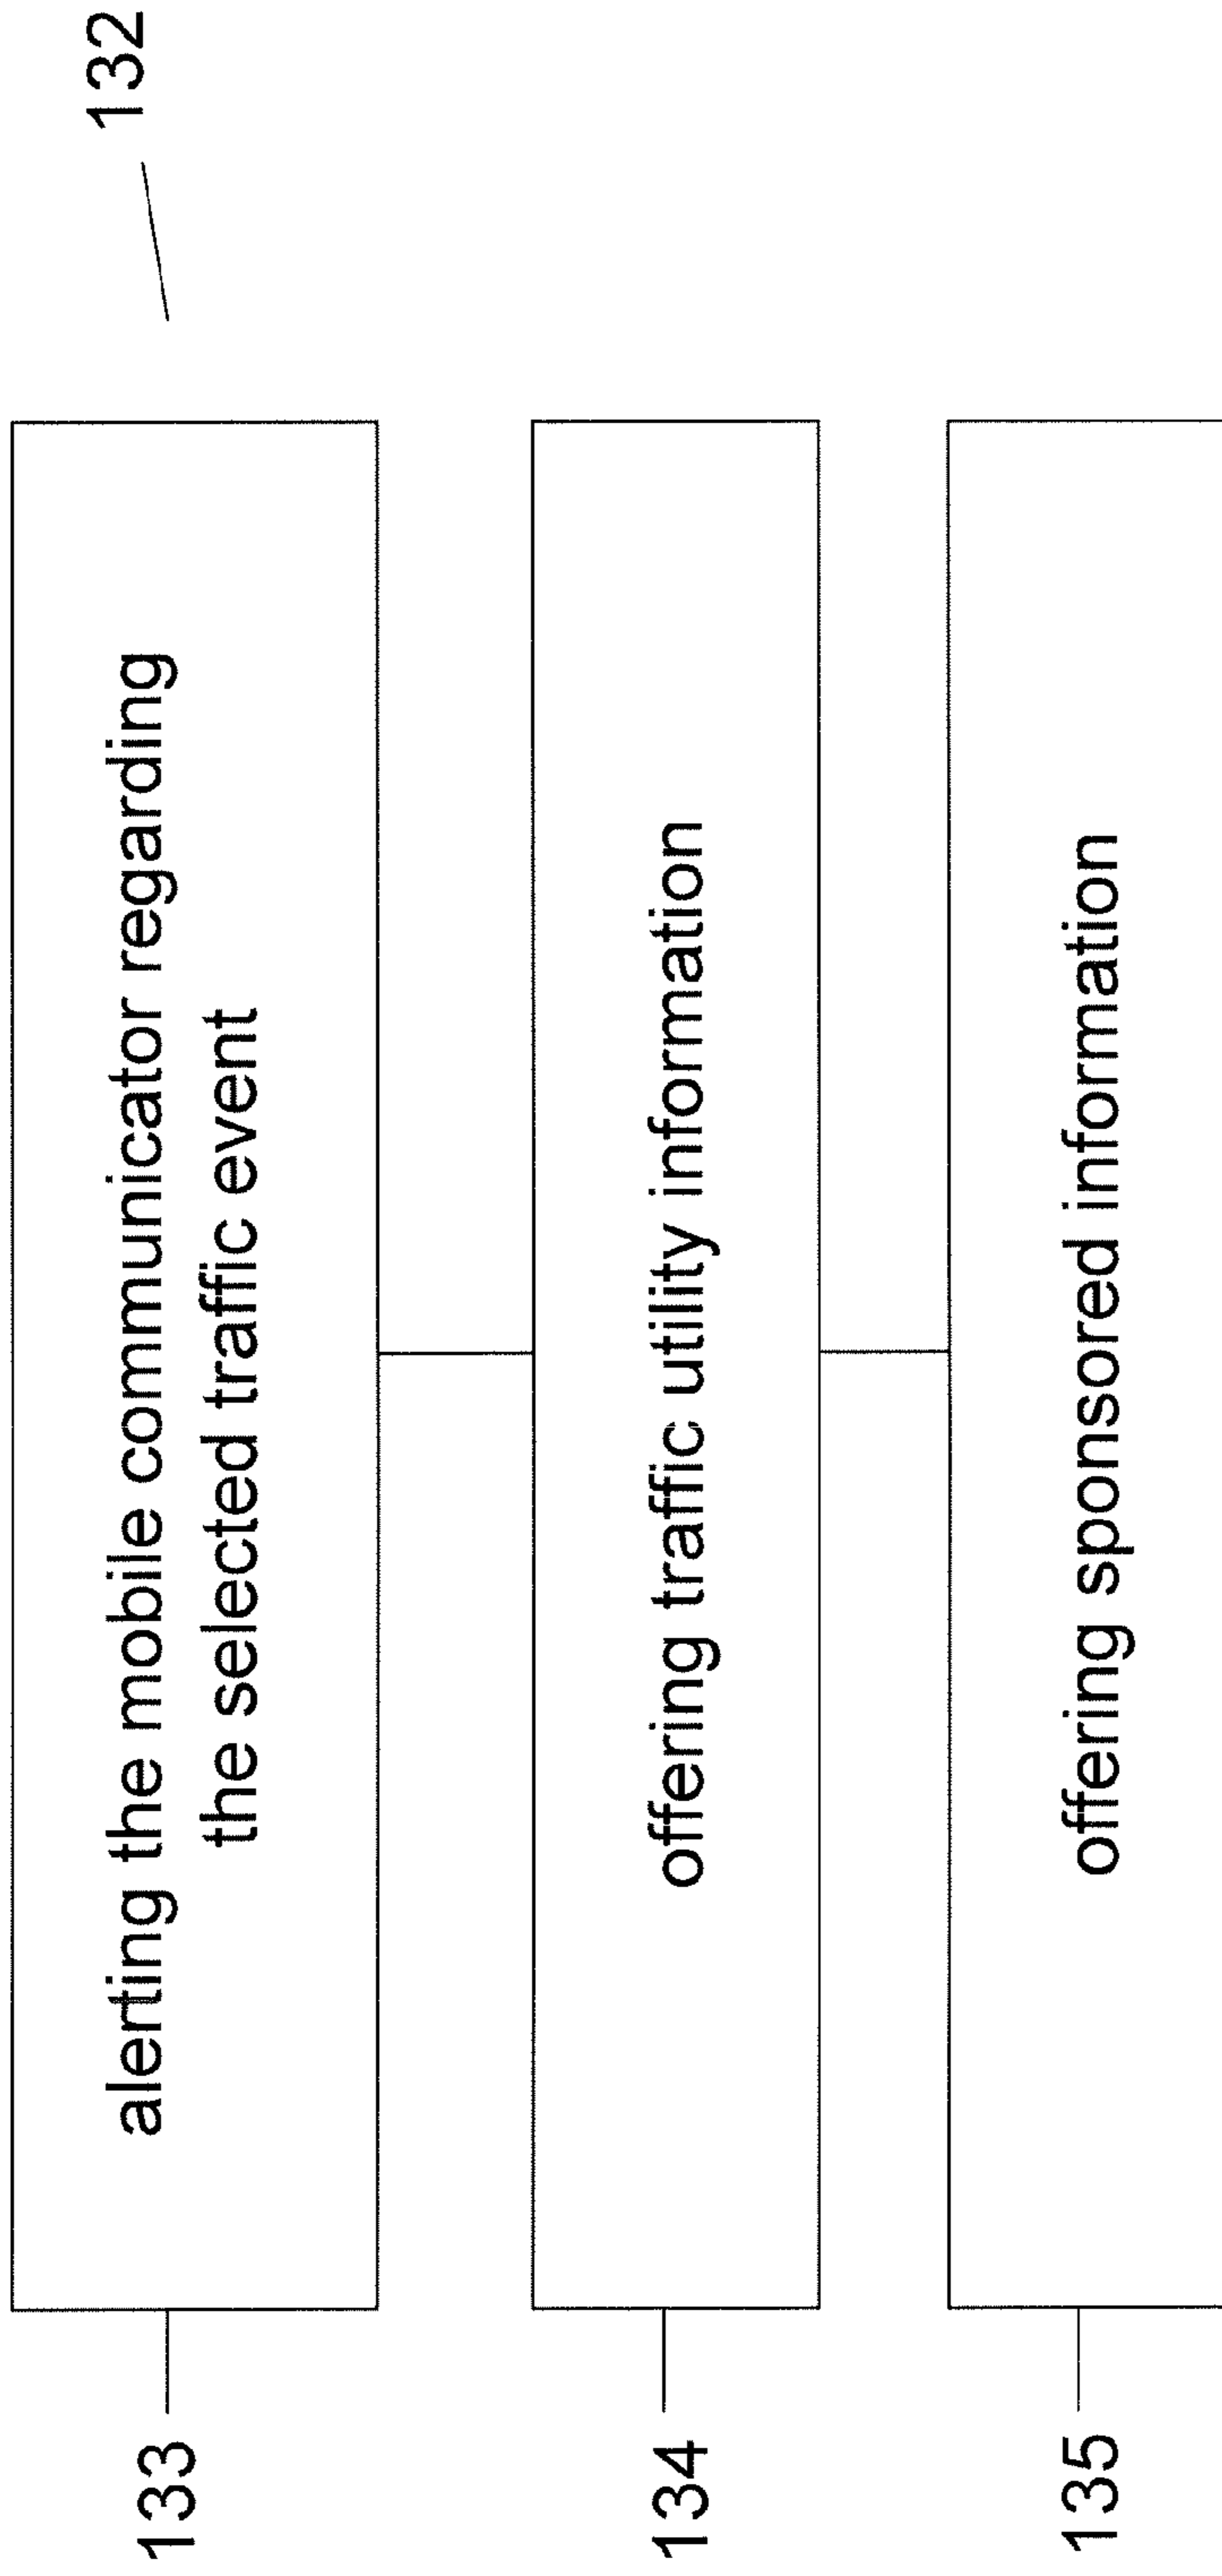 132
133
alerting the mobile communicator regarding
the selected traffic event
134
offering traffic utility information
135
offering sponsored information